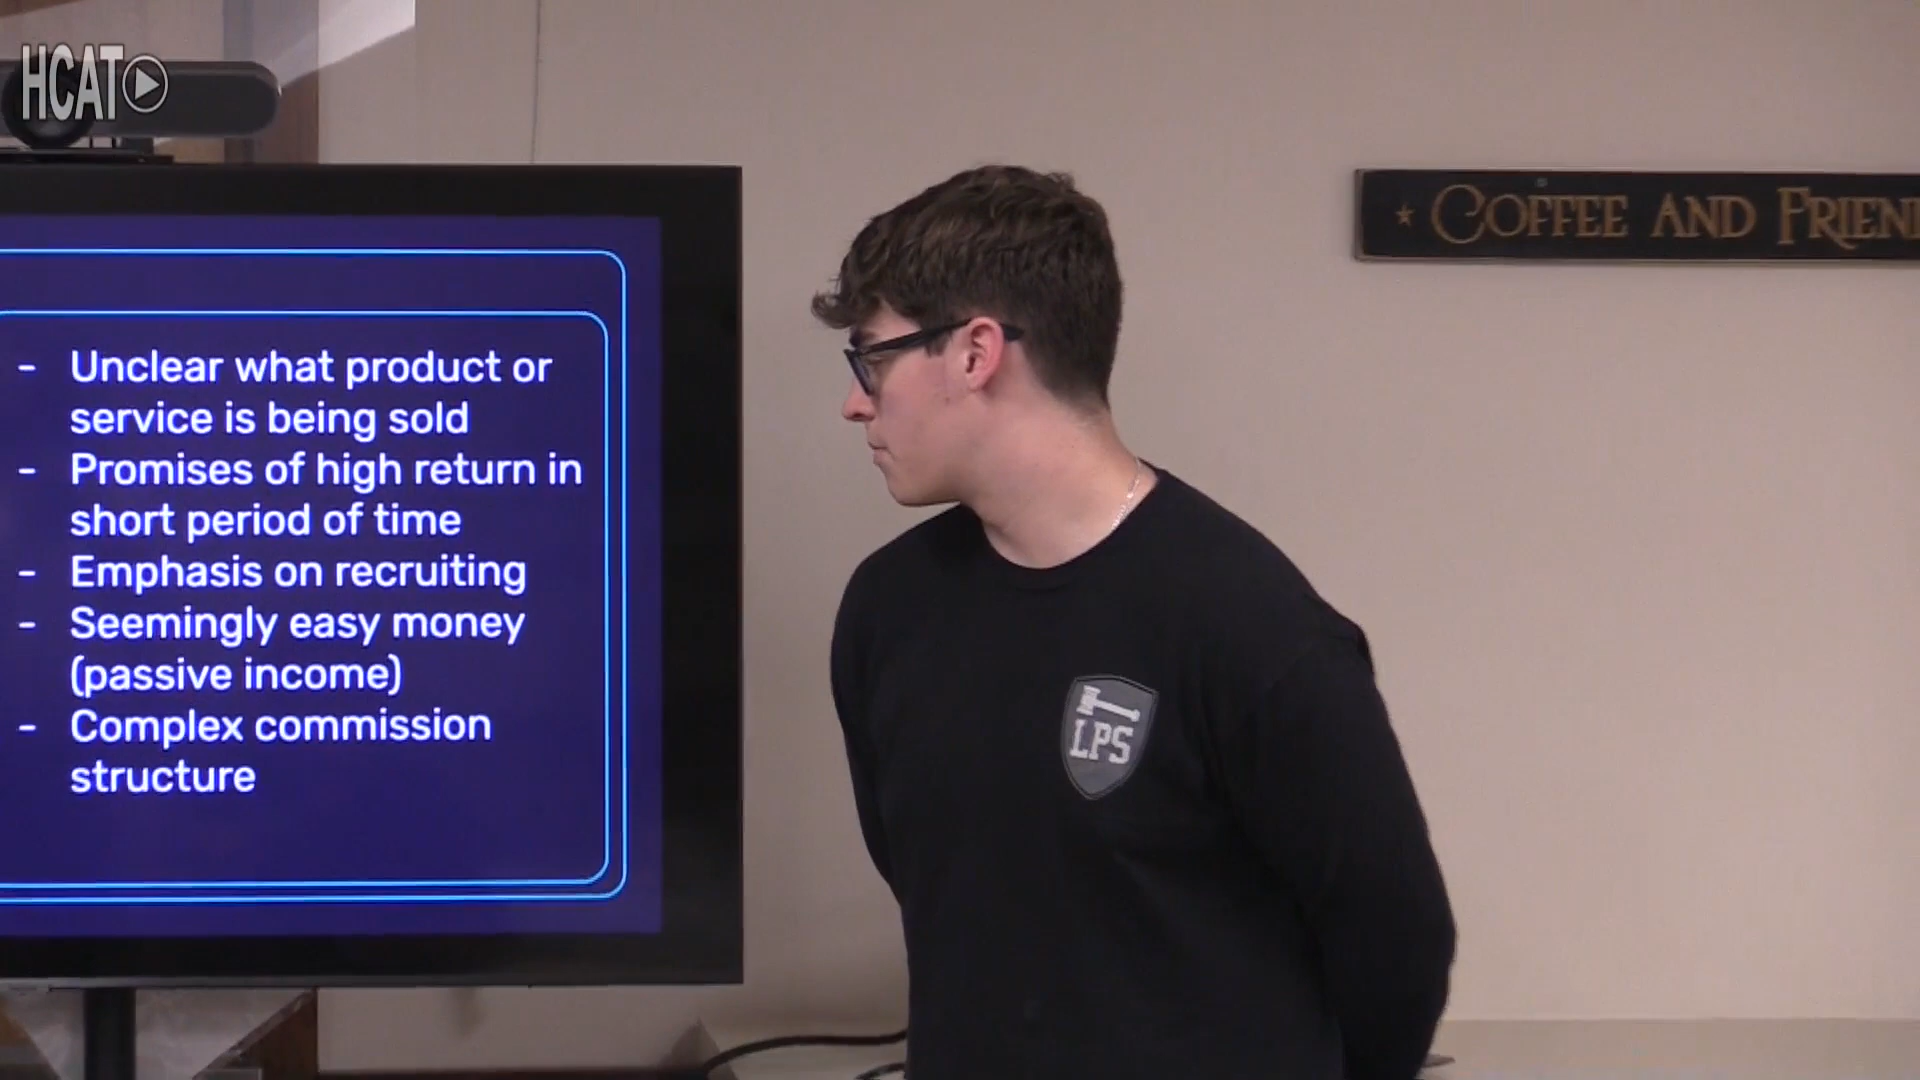 HCAT
COFFEE AND FRIEN
- Unclear what product or
service is being sold
- Promises of high return in
short period of time
- Emphasis on recruiting
- Seemingly easy money
(passive income)
- Complex commission
structure
LPS